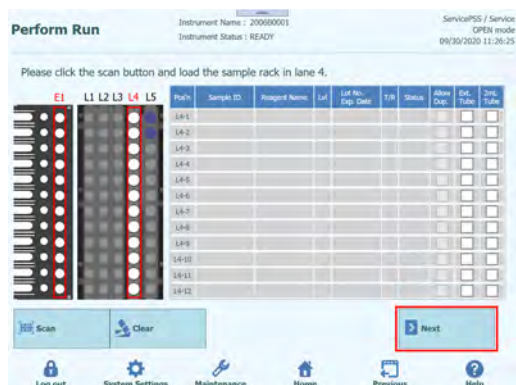 Perform Run
Instrument Name : 200680001
Instrument Status : READY
ServicePSS / Service
OPEN mode
09/30/2020 11:26:25
Please click the scan button and load the sample rack in lane 4.
E1 L1 L2 L3 L4 L5
Pos'n Sample ID Reagent Name Lvl Lot No. Exp. Date T/R Status Allow Dup. Ext. Tube 2mL Tube
L4-1
L4-2
L4-3
L4-4
L4-5
L4-6
L4-7
L4-8
L4-9
L4-10
L4-11
L4-12
Scan Clear Next
Log out System Settings Maintenance Home Previous Help